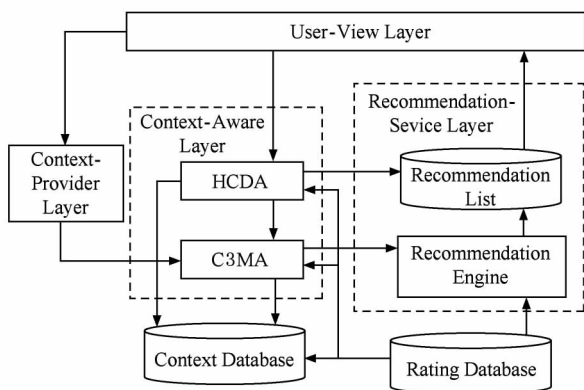 User-View Layer
Context-Aware
Layer
Recommendation-
Sevice Layer
Context-
Provider
Layer
HCDA
Recommendation
List
C3MA
Recommendation
Engine
Context Database
Rating Database